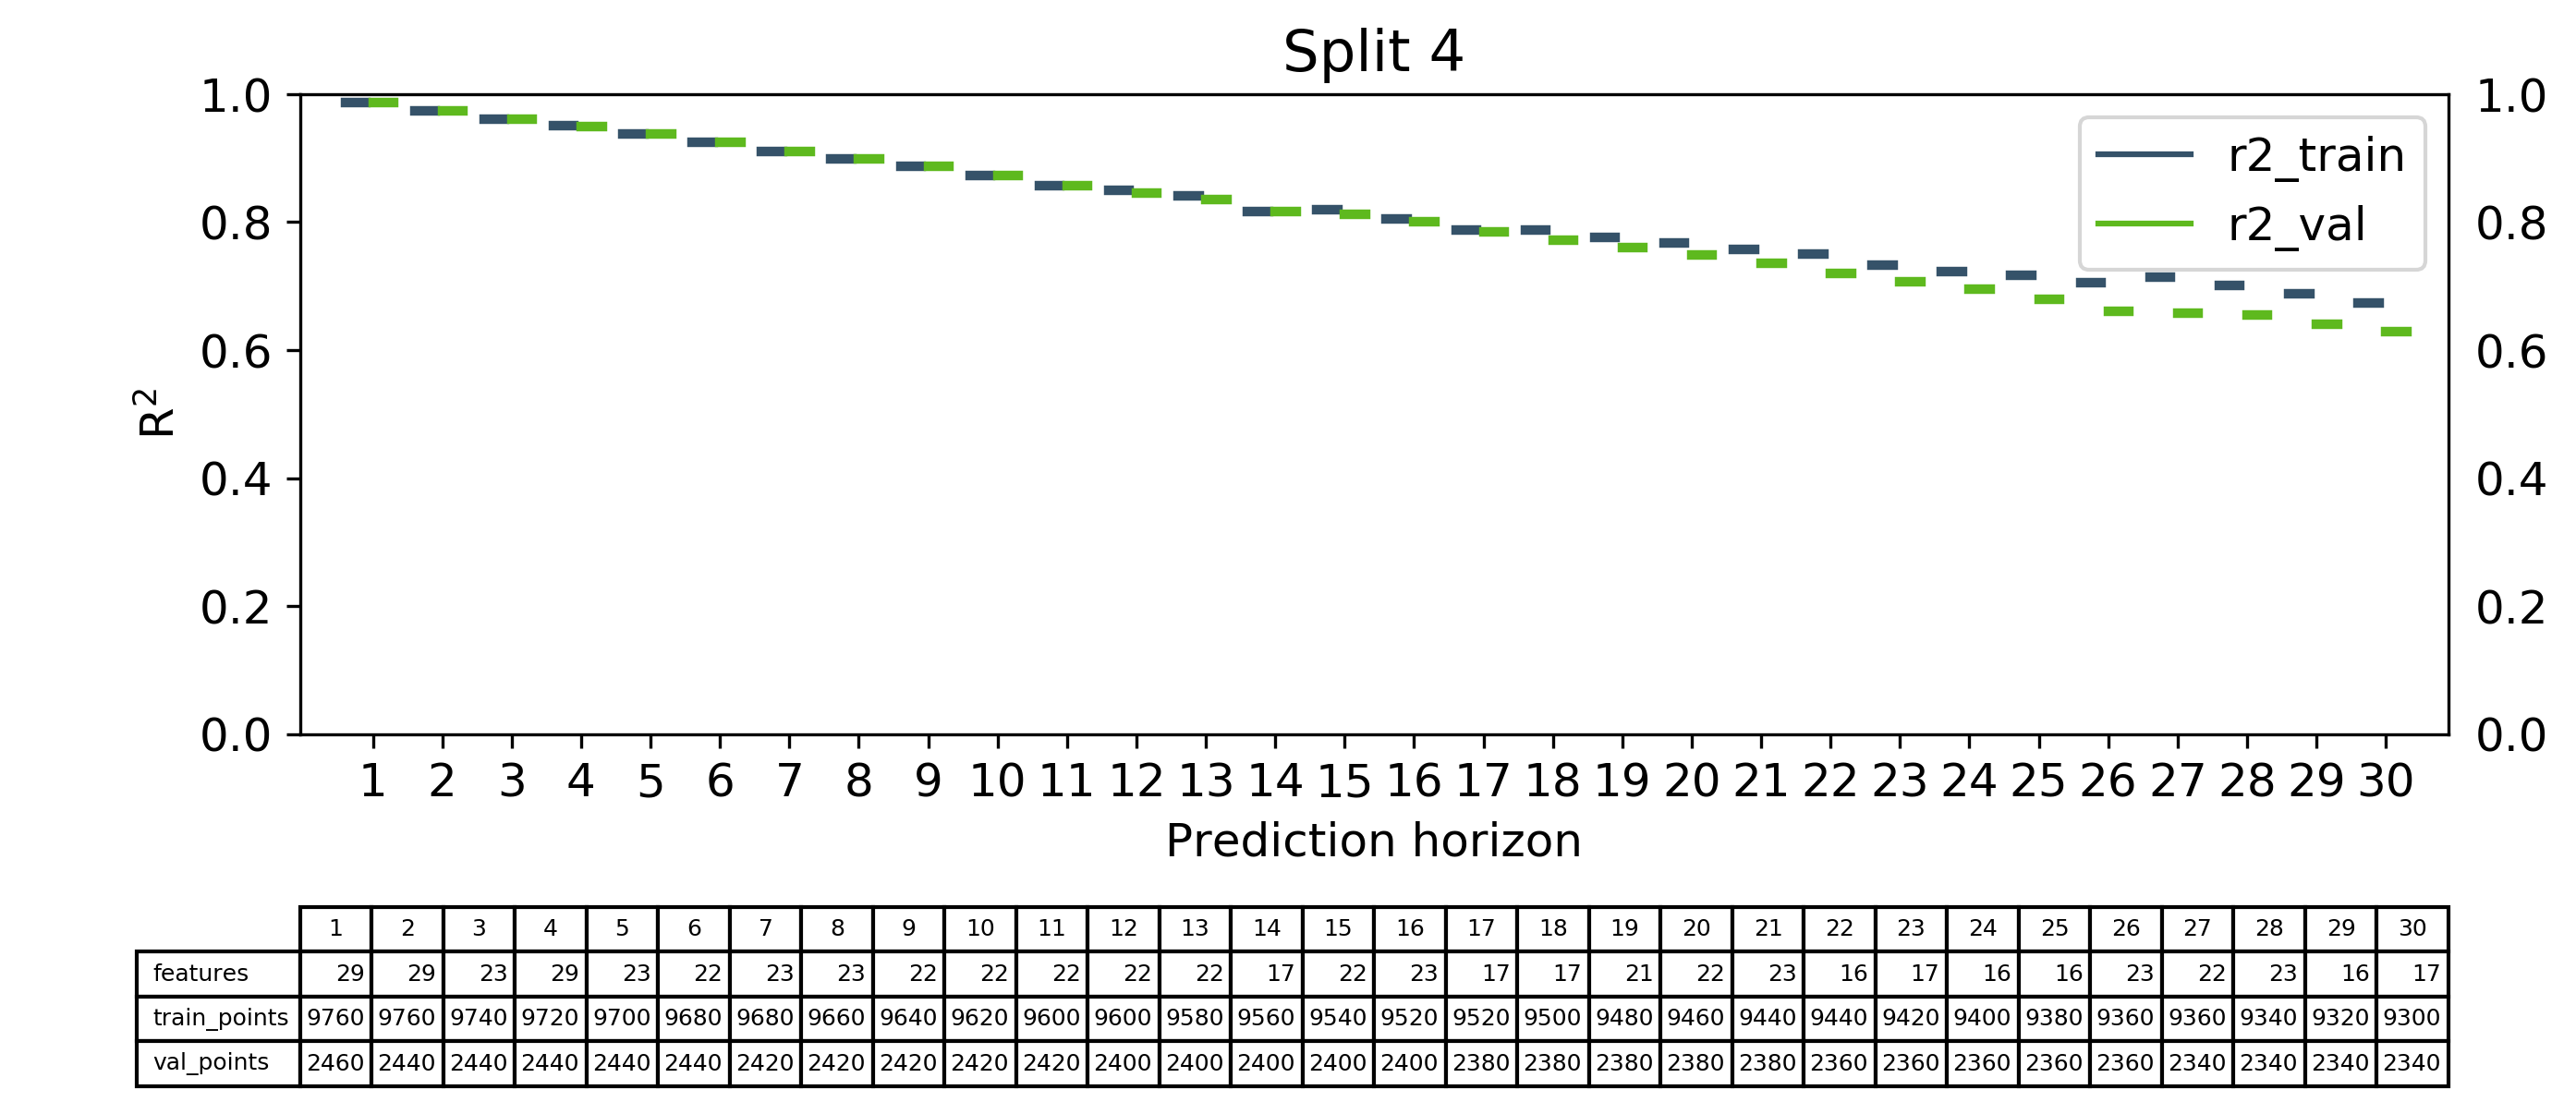 Split 4
1.0 1.0
r2_train
r2_val
0.8 0.8
0.6 0.6
R²
0.4 0.4
0.2 0.2
0.0 0.0
1 2 3 4 5 6 7 8 9 10 11 12 13 14 15 16 17 18 19 20 21 22 23 24 25 26 27 28 29 30
Prediction horizon
1 2 3 4 5 6 7 8 9 10 11 12 13 14 15 16 17 18 19 20 21 22 23 24 25 26 27 28 29 30
features 29 29 23 29 23 22 23 23 22 22 22 22 22 17 22 23 17 17 21 22 23 16 17 16 16 23 22 23 16 17
train_points 9760 9760 9740 9720 9700 9680 9680 9660 9640 9620 9600 9600 9580 9560 9540 9520 9520 9500 9480 9460 9440 9440 9420 9400 9380 9360 9360 9340 9320 9300
val_points 2460 2440 2440 2440 2440 2440 2420 2420 2420 2420 2420 2400 2400 2400 2400 2400 2380 2380 2380 2380 2380 2360 2360 2360 2360 2360 2340 2340 2340 2340